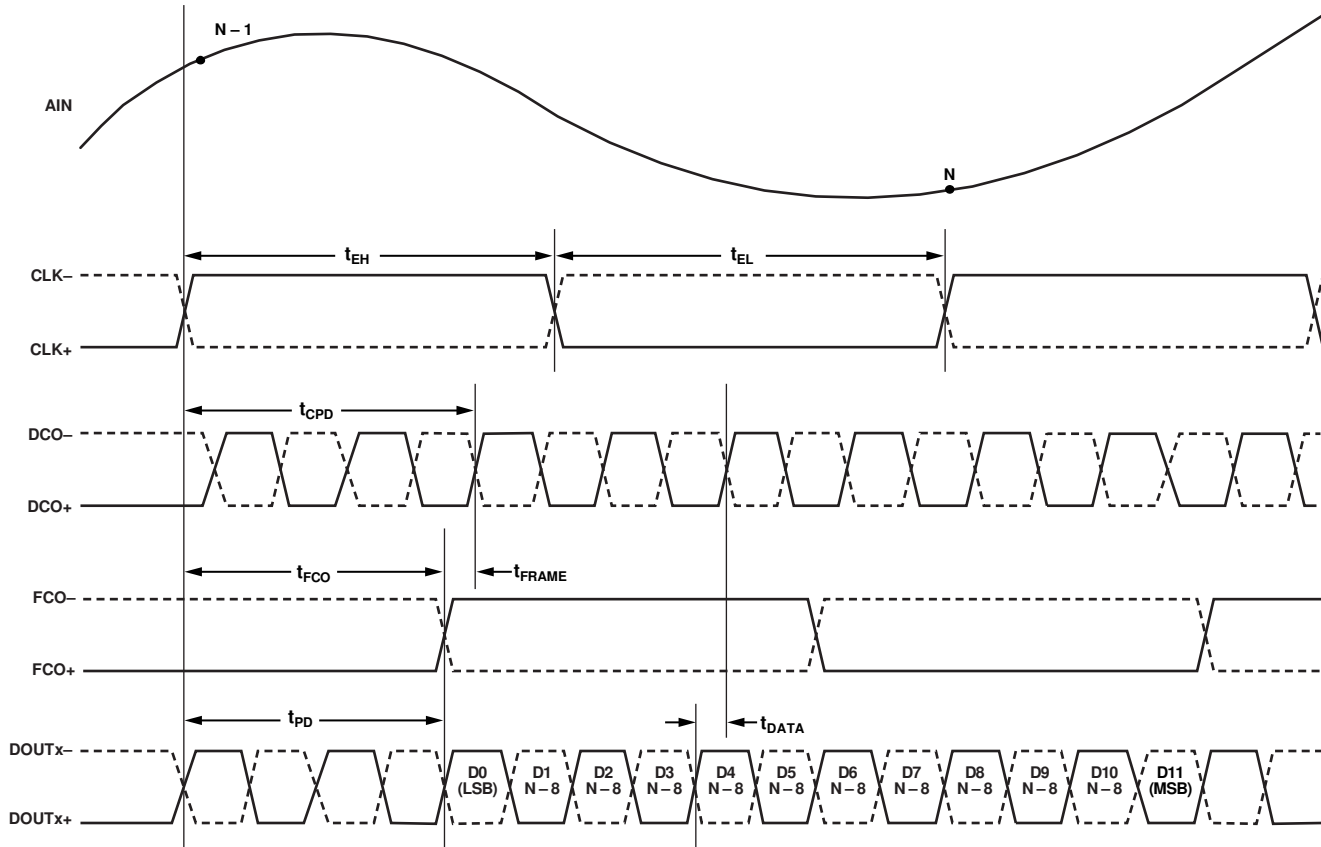 N – 1
AIN
N
tEH
tEL
CLK–
CLK+
tCPD
DCO–
DCO+
tFCO
tFRAME
FCO–
FCO+
tPD
tDATA
DOUTx–
DOUTx+
D0 (LSB)
D1 N – 8
D2 N – 8
D3 N – 8
D4 N – 8
D5 N – 8
D6 N – 8
D7 N – 8
D8 N – 8
D9 N – 8
D10 N – 8
D11 (MSB)